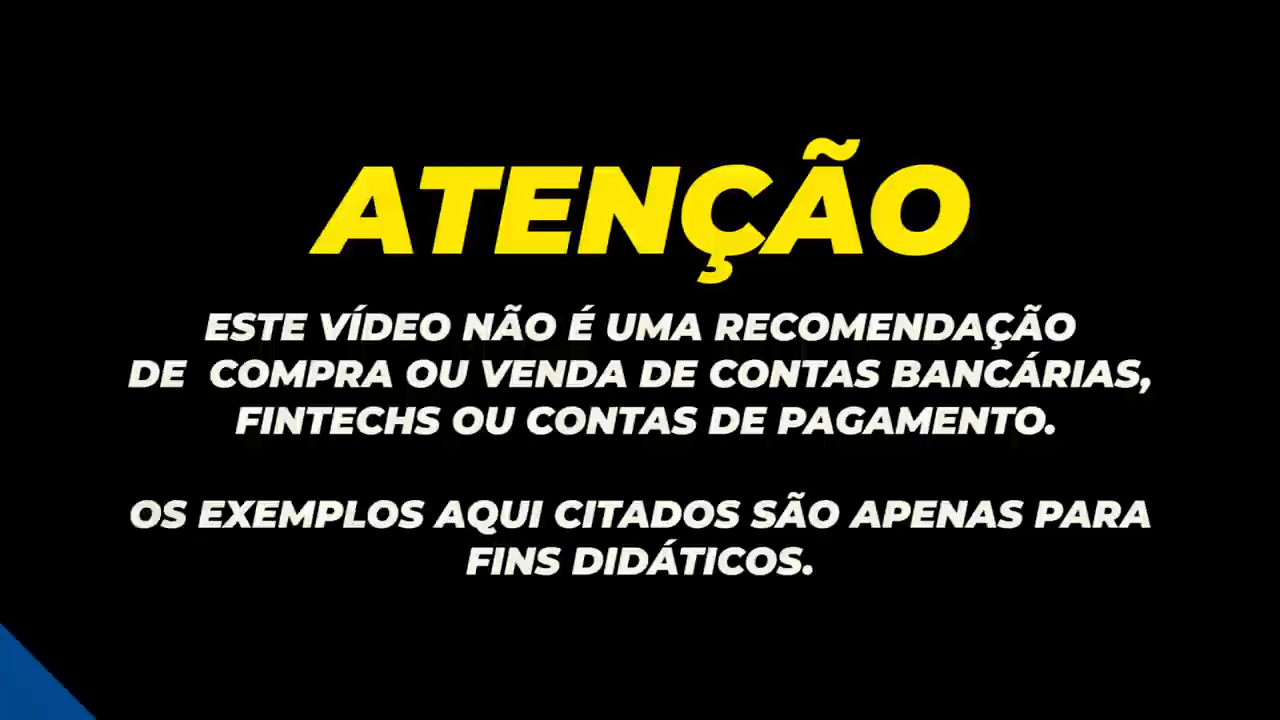 ATENÇÃO
ESTE VÍDEO NÃO É UMA RECOMENDAÇÃO
DE COMPRA OU VENDA DE CONTAS BANCÁRIAS,
FINTECHS OU CONTAS DE PAGAMENTO.
OS EXEMPLOS AQUI CITADOS SÃO APENAS PARA
FINS DIDÁTICOS.